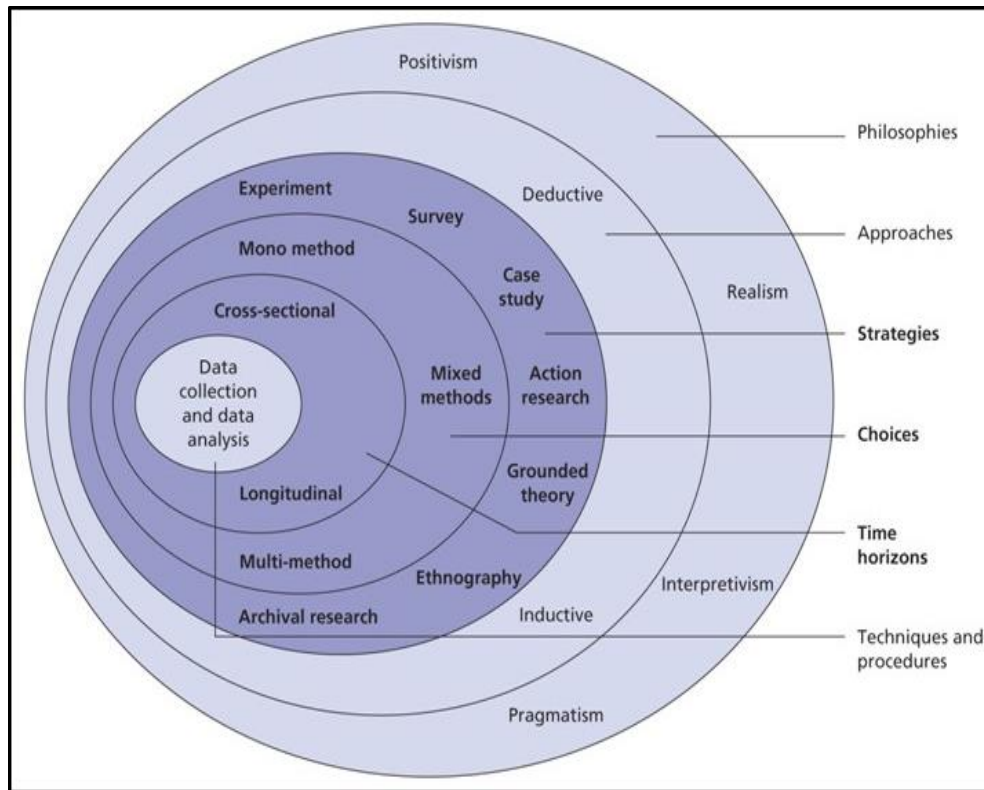 Positivism
Philosophies
Experiment
Deductive
Survey
Approaches
Mono method
Case
study
Realism
Cross-sectional
Strategies
Data
collection
and data
analysis
Mixed
methods
Action
research
Choices
Grounded
theory
Longitudinal
Time
horizons
Multi-method
Ethnography
Interpretivism
Archival research
Inductive
Techniques and
procedures
Pragmatism